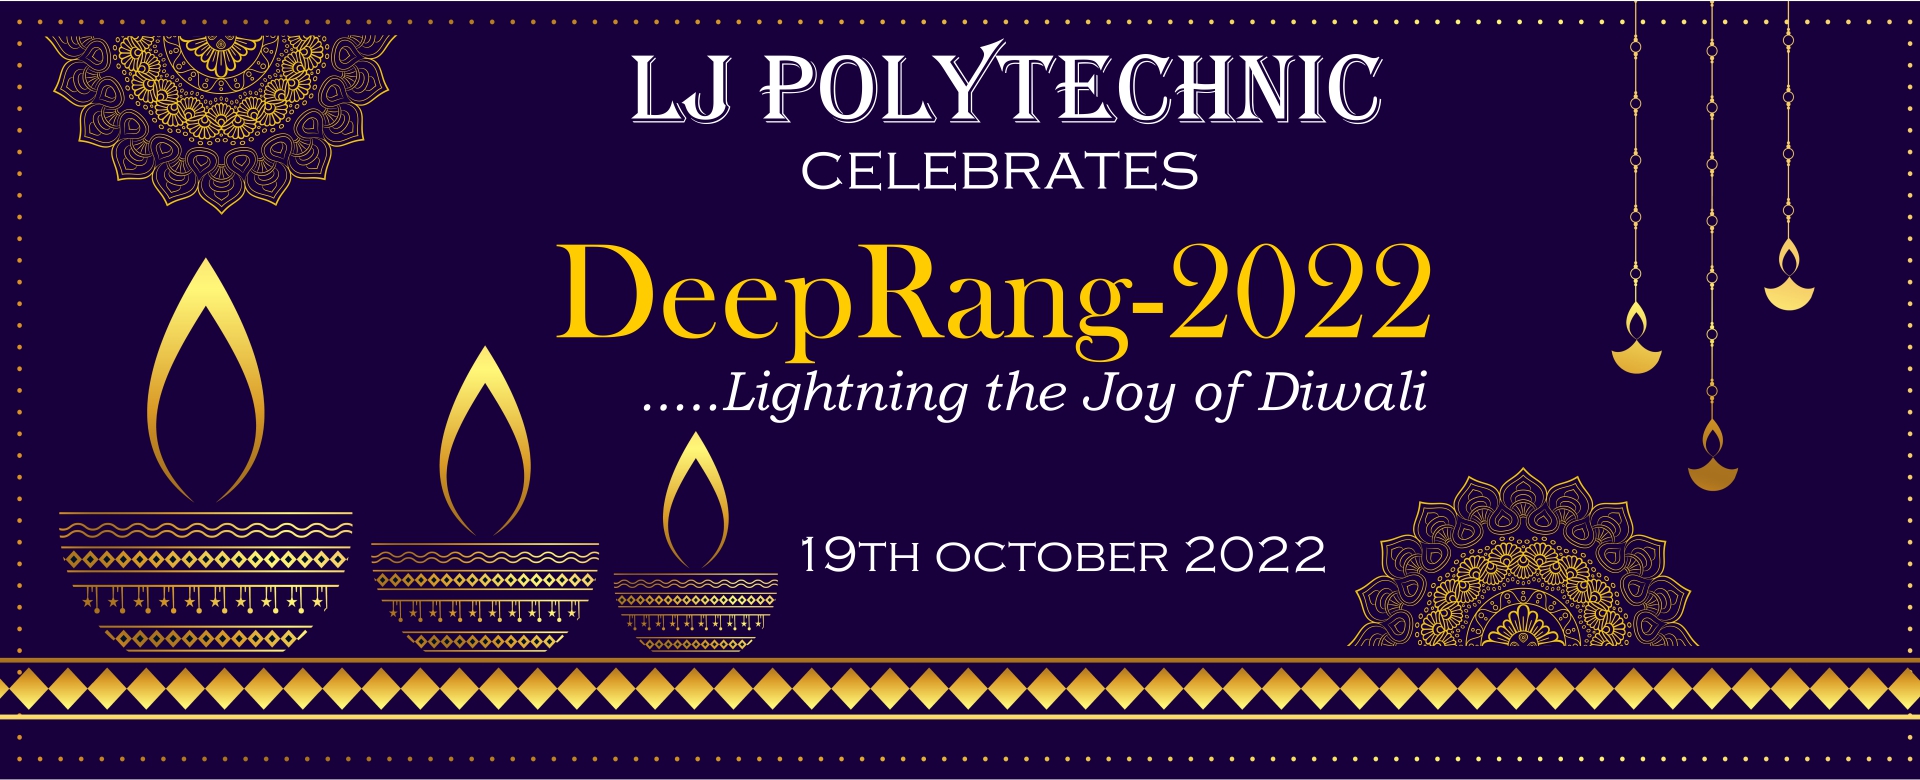 LJ POLYTECHNIC
CELEBRATES
DeepRang-2022
.....Lightning the Joy of Diwali
19TH OCTOBER 2022